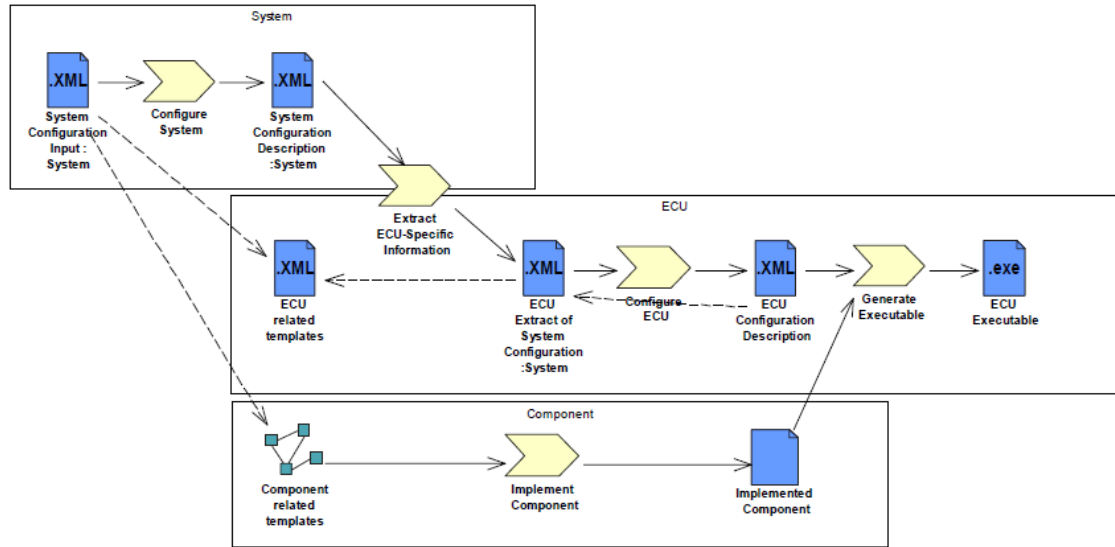 System
.XML
System
Configuration
Input :
System
Configure
System
.XML
System
Configuration
Description
:System
Extract
ECU-Specific
Information
ECU
.XML
ECU
related
templates
.XML
ECU
Extract of
System
Configuration
:System
Configure
ECU
.XML
ECU
Configuration
Description
Generate
Executable
.exe
ECU
Executable
Component
Component
related
templates
Implement
Component
Implemented
Component